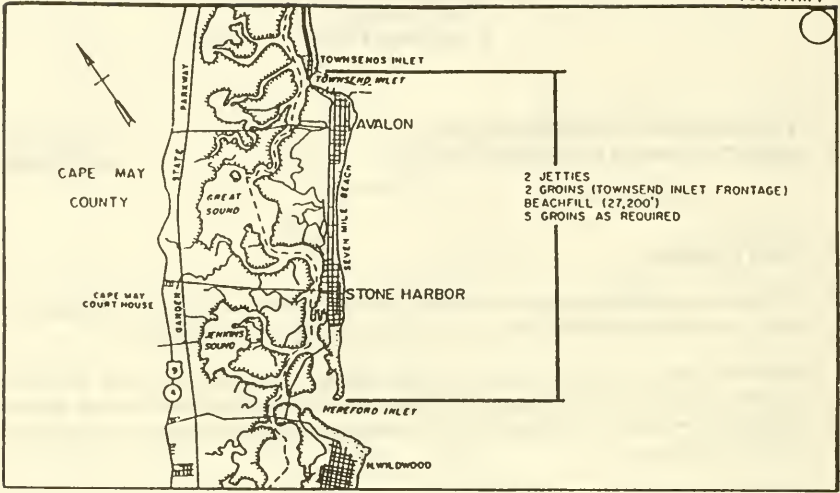 TOWNSENDS INLET
TOWNSEND INLET
PARKWAY
AVALON
STATE
CAPE MAY
COUNTY
GREAT
SOUND
SEVEN MILE BEACH
2 JETTIES
2 GROINS (TOWNSEND INLET FRONTAGE)
BEACHFILL (27,200')
5 GROINS AS REQUIRED
CAPE MAY
COURT HOUSE
GARDEN
STONE HARBOR
JENKINS
SOUND
9
4
HEREFORD INLET
N.WILDWOOD